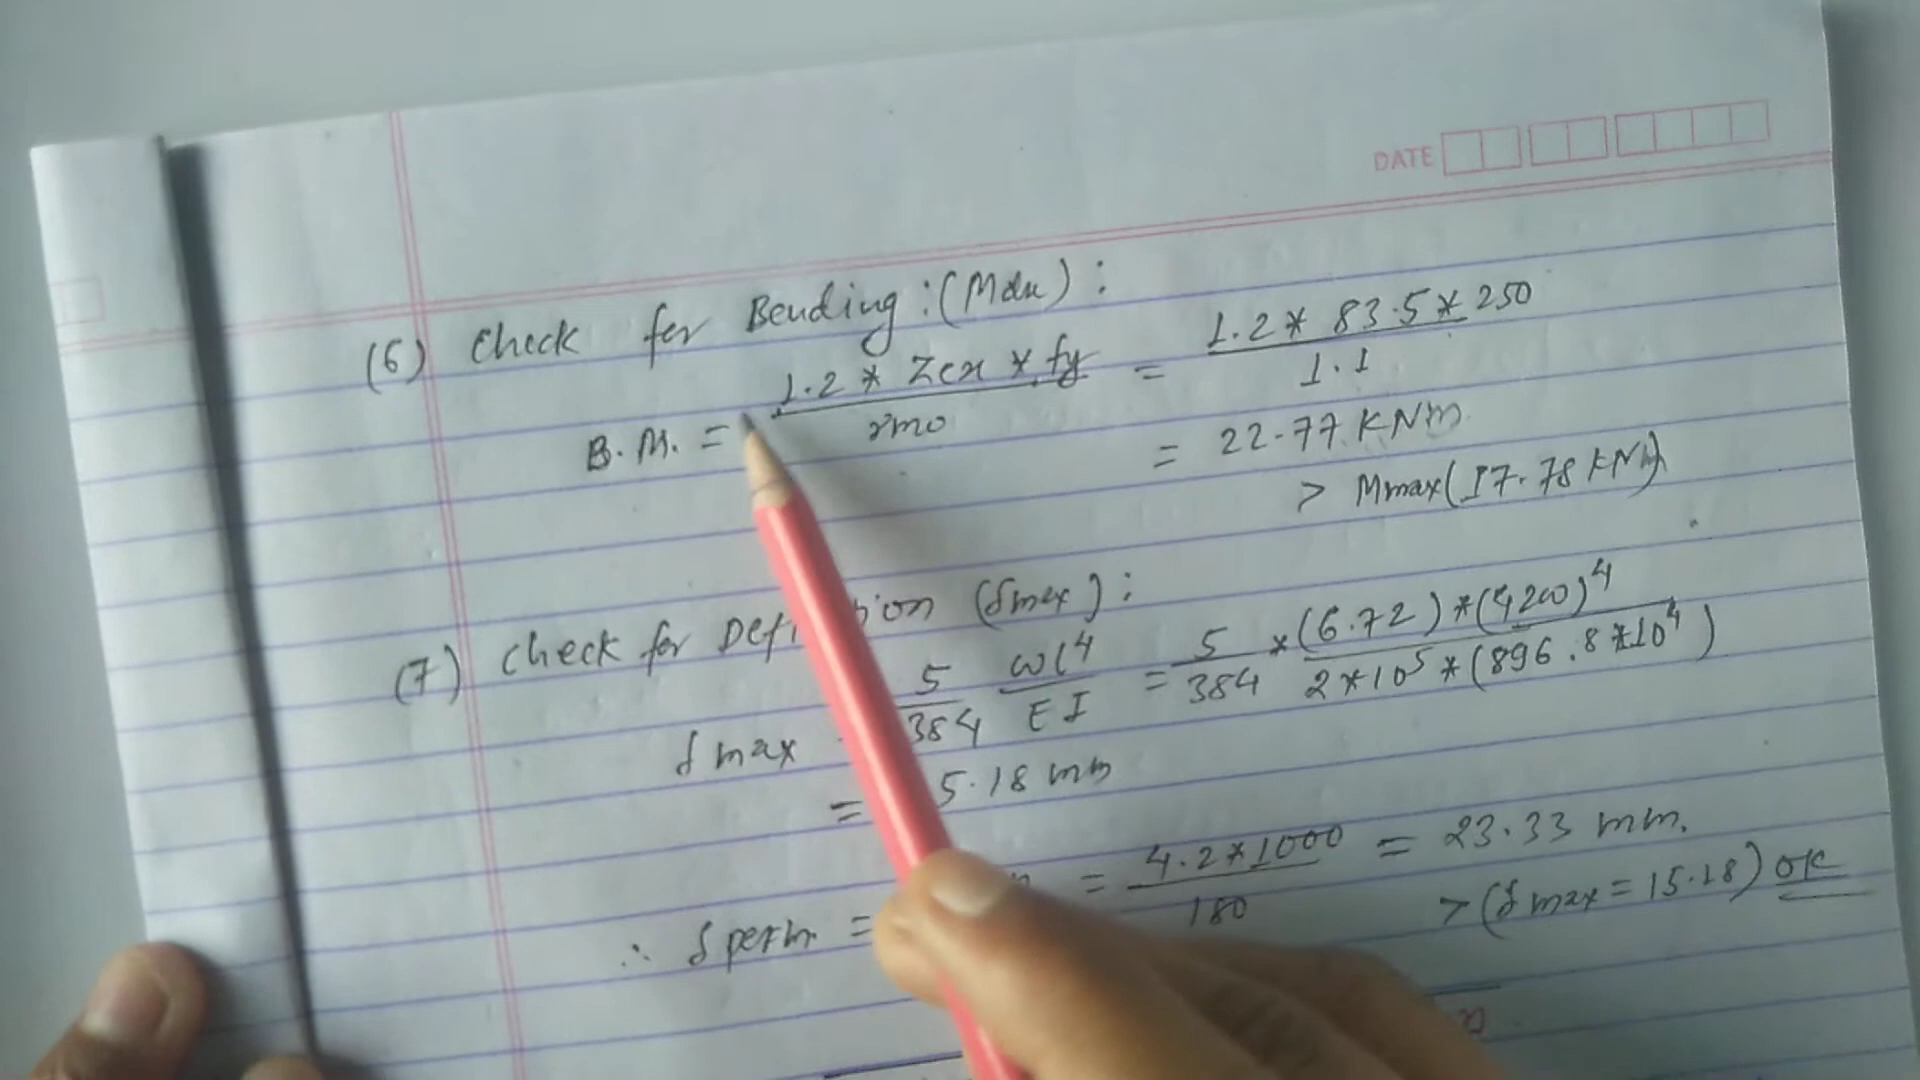 DATE
(6) Check for Bending : (Mdx) :
B.M. = 1.2 * Zex * fy / γmo = 1.2 * 83.5 * 250 / 1.1
= 22.77 KNm
> Mmax (17.78 KNm)
(7) Check for (δmax) :
δmax 5/384 ωl⁴/EI = 5/384 * (6.72) * (4200)⁴ / 2*10⁵ * (896.8*10⁴)
= 5.18 mm
∴ δperm = = 4.2*1000 / 180 = 23.33 mm.
> (δmax = 15.18) OK